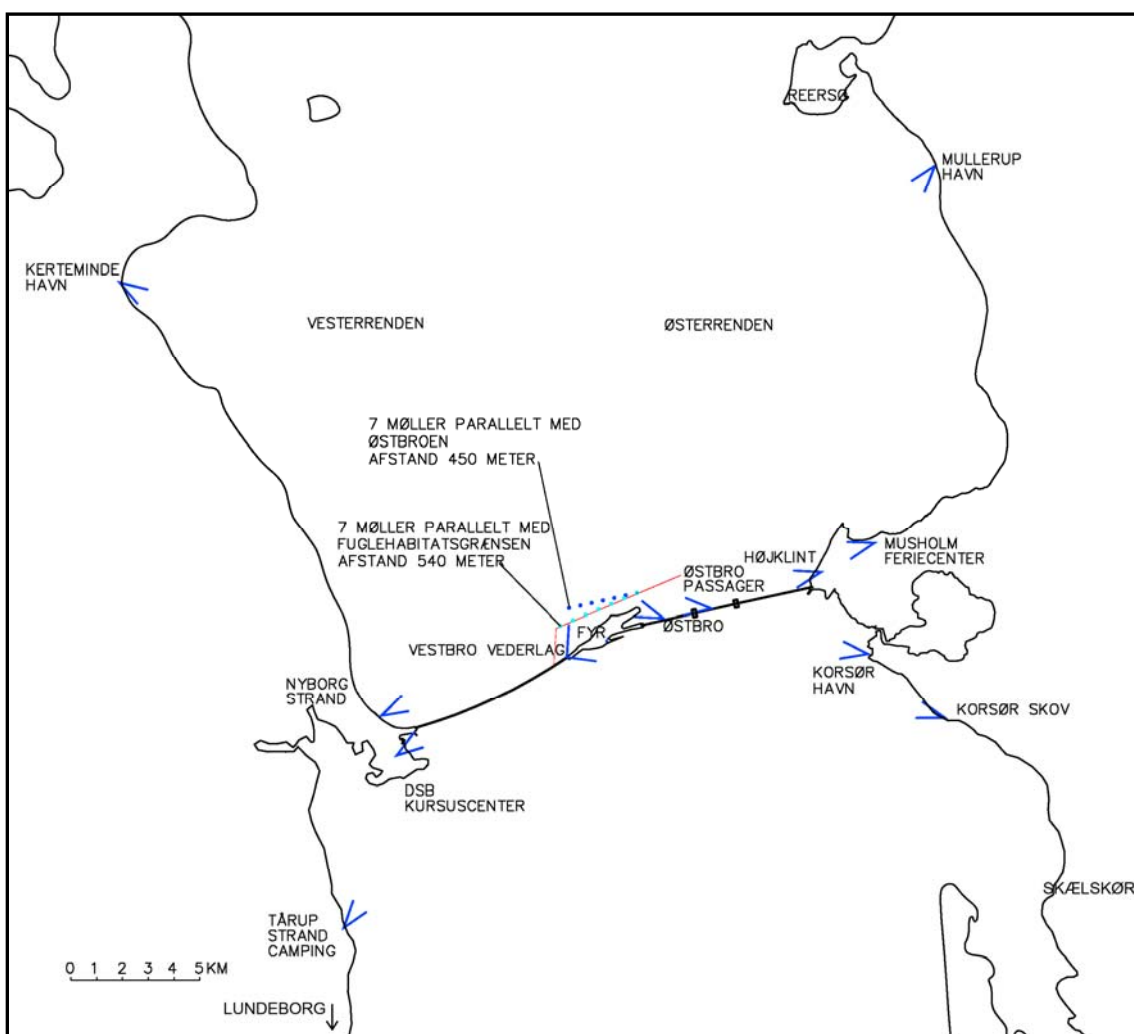 REERSØ
MULLERUP
HAVN
KERTEMINDE
HAVN
VESTERRENDEN
ØSTERRENDEN
7 MØLLER PARALLELT MED
ØSTBROEN
AFSTAND 450 METER
7 MØLLER PARALLELT MED
FUGLEHABITATSGRÆNSEN
AFSTAND 540 METER
HØJKLINT
MUSHOLM
FERIECENTER
ØSTBRO
PASSAGER
FYR
ØSTBRO
VESTBRO VEDERLAG
KORSØR
HAVN
NYBORG
STRAND
KORSØR SKOV
DSB
KURSUSCENTER
SKÆLSKØR
TÅRUP
STRAND
CAMPING
0 1 2 3 4 5 KM
LUNDEBORG